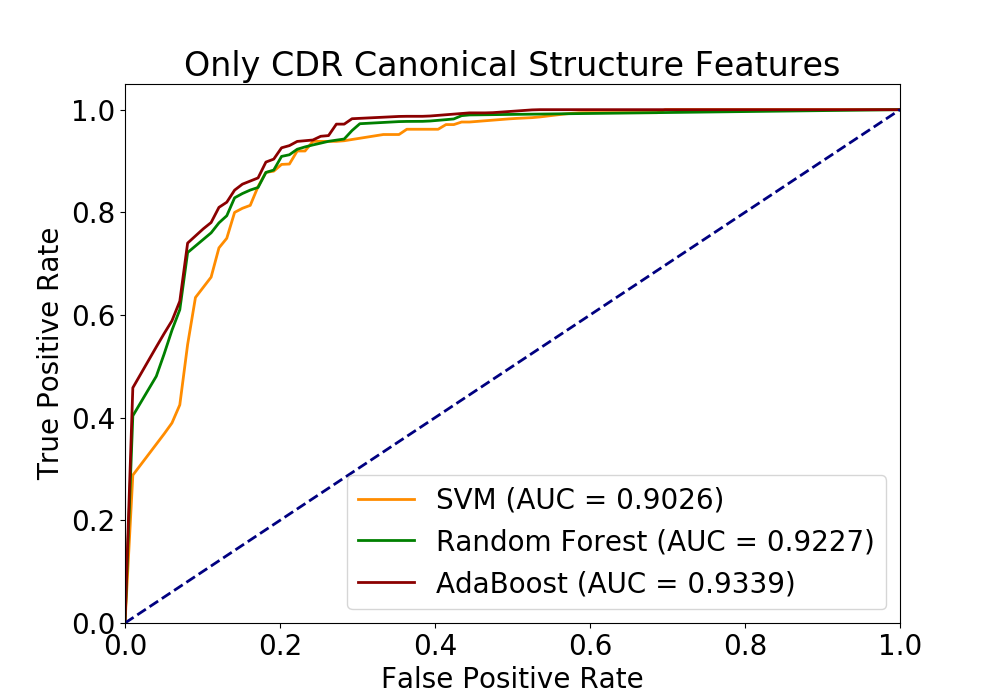 Only CDR Canonical Structure Features
True Positive Rate
1.0
0.8
0.6
0.4
0.2
0.0
SVM (AUC = 0.9026)
Random Forest (AUC = 0.9227)
AdaBoost (AUC = 0.9339)
0.0 0.2 0.4 0.6 0.8 1.0
False Positive Rate